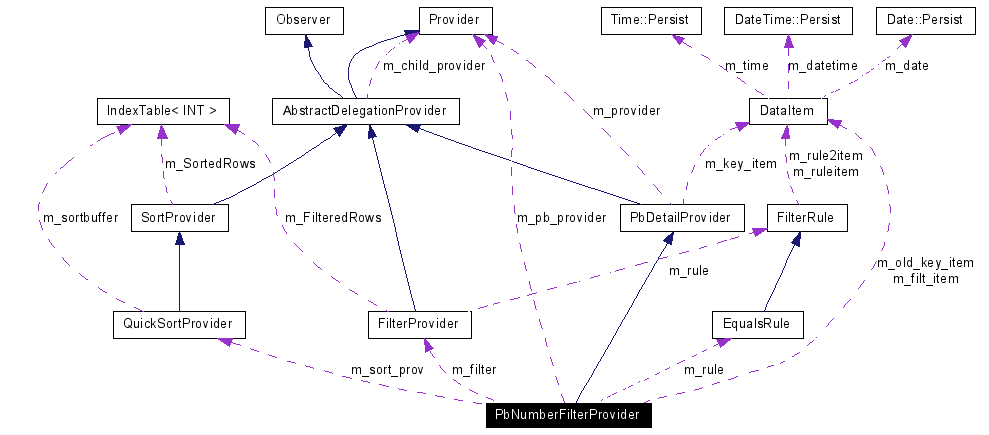 Observer
Provider
Time::Persist
DateTime::Persist
Date::Persist
m_child_provider
m_time
m_datetime
m_date
IndexTable< INT >
AbstractDelegationProvider
m_provider
DataItem
m_SortedRows
m_key_item
m_rule2item
m_ruleitem
m_sortbuffer
SortProvider
m_FilteredRows
m_pb_provider
PbDetailProvider
FilterRule
m_rule
m_old_key_item
m_filt_item
QuickSortProvider
FilterProvider
EqualsRule
m_sort_prov
m_filter
m_rule
PbNumberFilterProvider